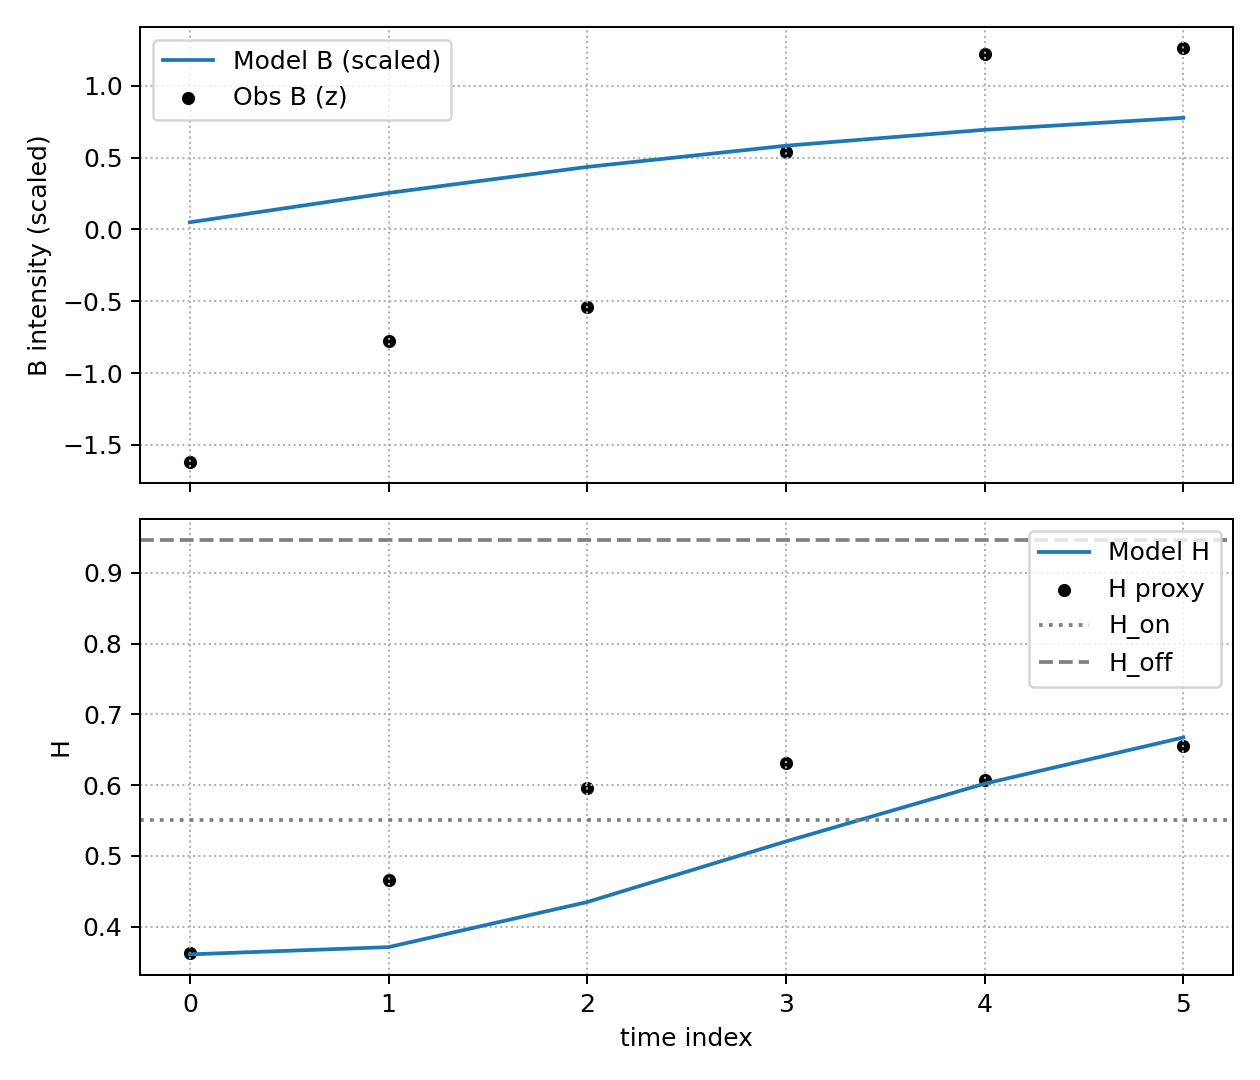 Model B (scaled)
Obs B (z)
1.0
0.5
0.0
−0.5
−1.0
−1.5
B intensity (scaled)
Model H
H proxy
H_on
H_off
0.9
0.8
0.7
0.6
0.5
0.4
H
0 1 2 3 4 5
time index